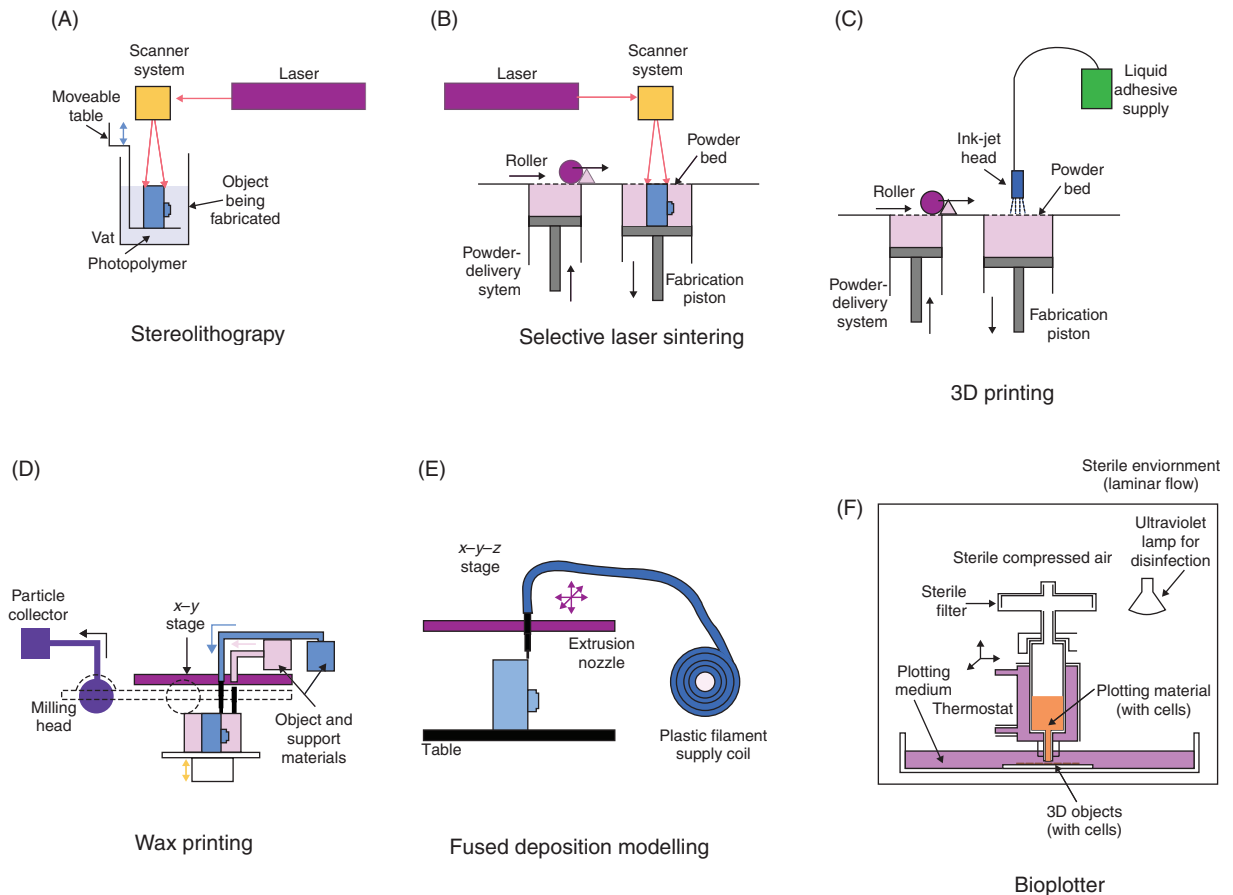 (A)
Scanner
system
Laser
Moveable
table
Object
being
fabricated
Vat
Photopolymer
Stereolithograpy
(B)
Laser
Scanner
system
Roller
Powder
bed
Powder-
delivery
sytem
Fabrication
piston
Selective laser sintering
(C)
Liquid
adhesive
supply
Ink-jet
head
Powder
bed
Roller
Powder-
delivery
system
Fabrication
piston
3D printing
(D)
Particle
collector
x–y
stage
Milling
head
Object and
support
materials
Wax printing
(E)
x–y–z
stage
Extrusion
nozzle
Table
Plastic filament
supply coil
Fused deposition modelling
Sterile enviornment
(laminar flow)
(F)
Ultraviolet
lamp for
disinfection
Sterile compressed air
Sterile
filter
Plotting
medium
Thermostat
Plotting material
(with cells)
3D objects
(with cells)
Bioplotter